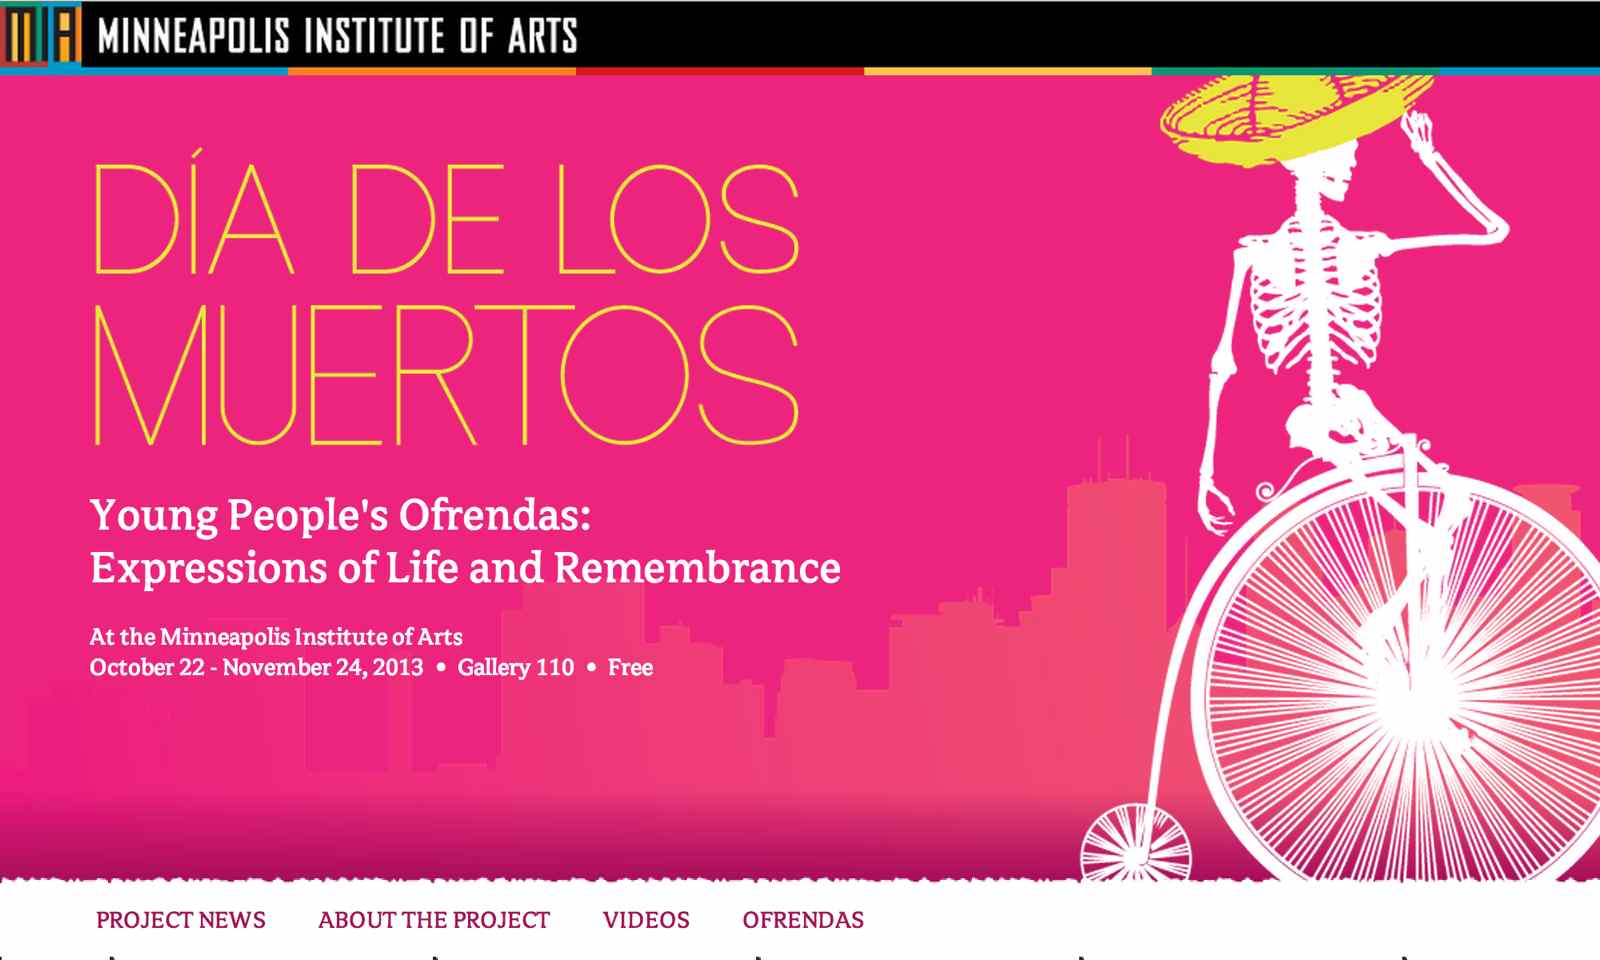 MIA MINNEAPOLIS INSTITUTE OF ARTS
DÍA DE LOS
MUERTOS
Young People's Ofrendas:
Expressions of Life and Remembrance
At the Minneapolis Institute of Arts
October 22 - November 24, 2013 • Gallery 110 • Free
PROJECT NEWS ABOUT THE PROJECT VIDEOS OFRENDAS